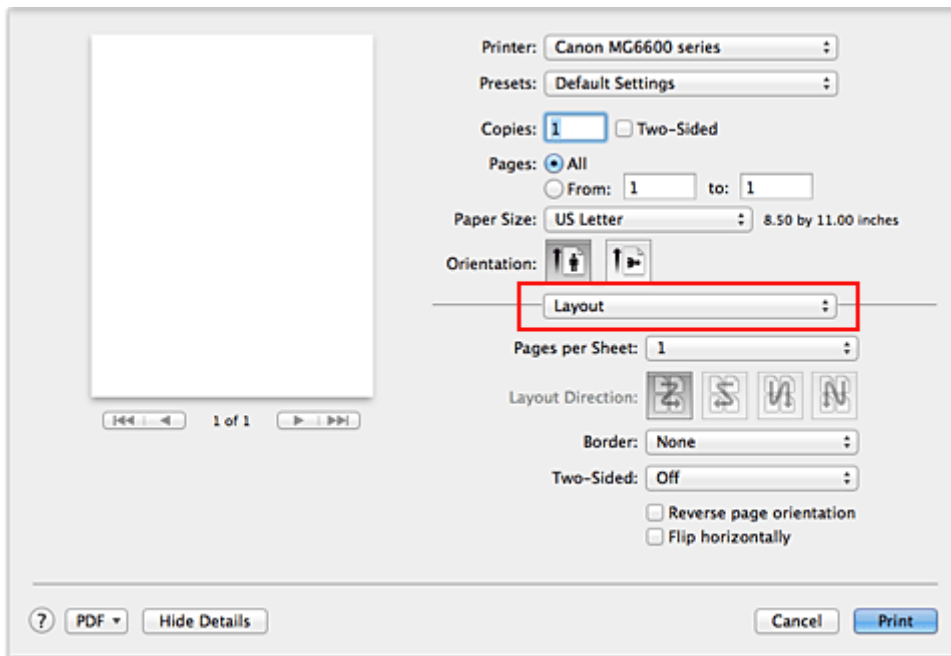 Printer: Canon MG6600 series
Presets: Default Settings
Copies: 1 Two-Sided
Pages: All
From: 1 to: 1
Paper Size: US Letter 8.50 by 11.00 inches
Orientation:
Layout
Pages per Sheet: 1
Layout Direction:
1 of 1
Border: None
Two-Sided: Off
Reverse page orientation
Flip horizontally
? PDF Hide Details Cancel Print